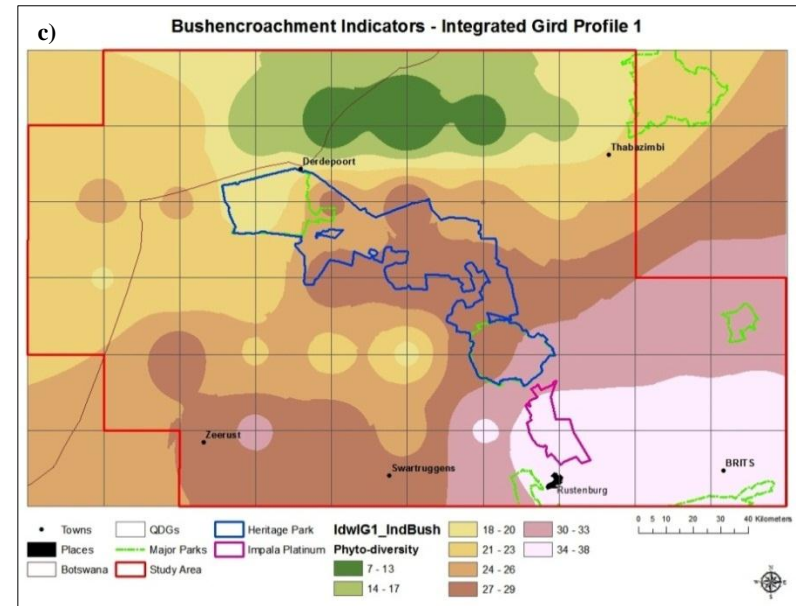 c)
Bushencroachment Indicators - Integrated Gird Profile 1
Derdepoort
Thabazimbi
Zeerust
Swartruggens
BRITS
Rustenburg
Towns
QDGs
Heritage Park
IdwIG1_IndBush
18 - 20
30 - 33
0 5 10 20 30 40 Kilometers
Places
Major Parks
Impala Platinum
Phyto-diversity
21 - 23
34 - 38
7 - 13
24 - 26
Botswana
Study Area
14 - 17
27 - 29